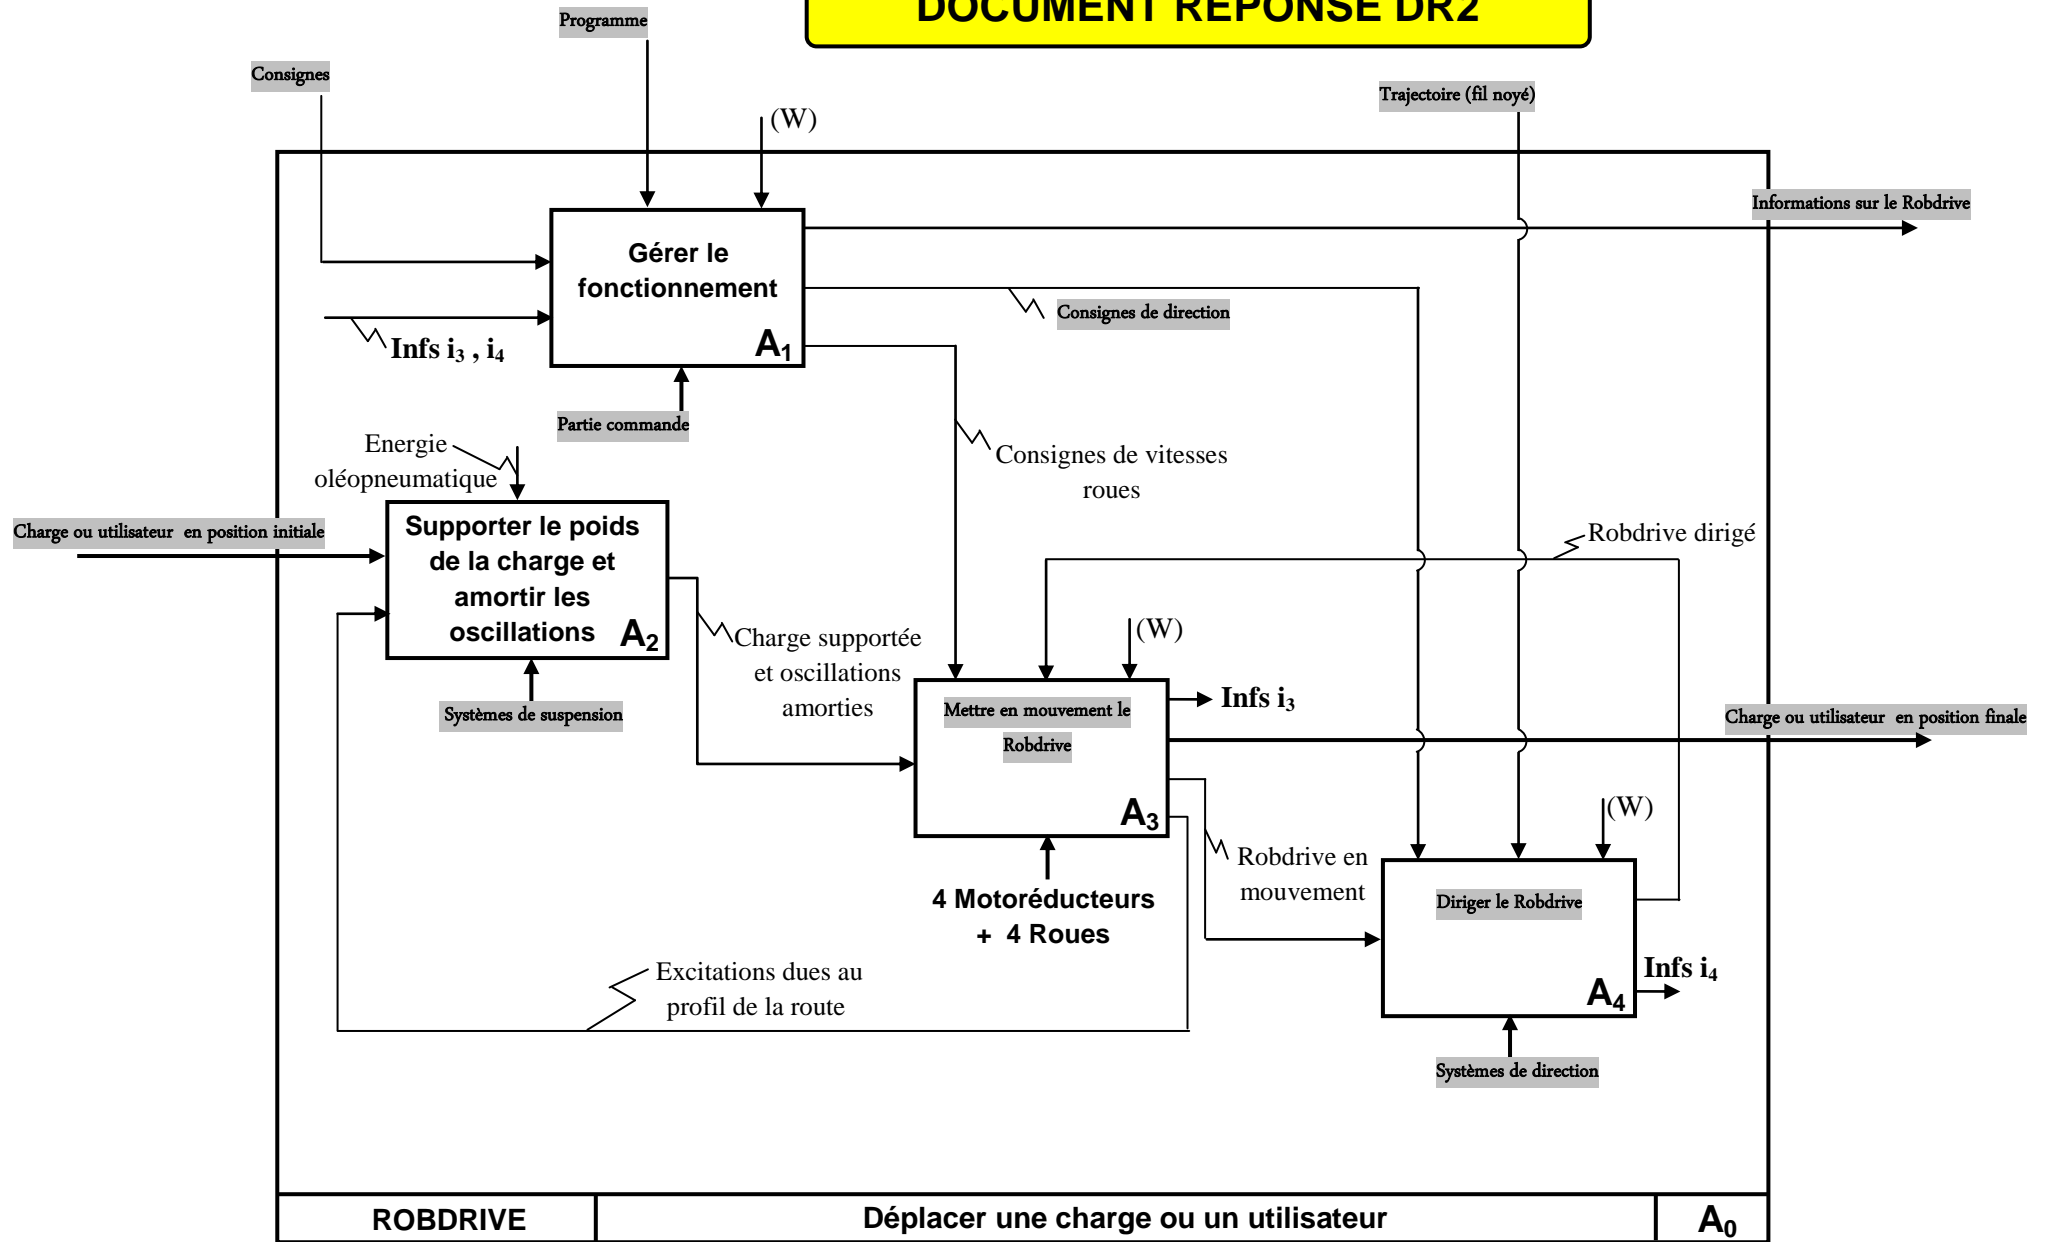 DOCUMENT REPONSE DR2
Programme
Consignes
Trajectoire (fil noyé)
(W)
Informations sur le Robdrive
Gérer le
fonctionnement
A1
Consignes de direction
Infs i3 , i4
Partie commande
Energie
oléopneumatique
Consignes de vitesses
roues
Charge ou utilisateur en position initiale
Supporter le poids
de la charge et
amortir les
oscillations
A2
Robdrive dirigé
Charge supportée
et oscillations
amorties
(W)
Systèmes de suspension
Mettre en mouvement le
Robdrive
A3
Infs i3
Charge ou utilisateur en position finale
(W)
Robdrive en
mouvement
4 Motoréducteurs
+ 4 Roues
Diriger le Robdrive
A4
Infs i4
Excitations dues au
profil de la route
Systèmes de direction
ROBDRIVE
Déplacer une charge ou un utilisateur
A0